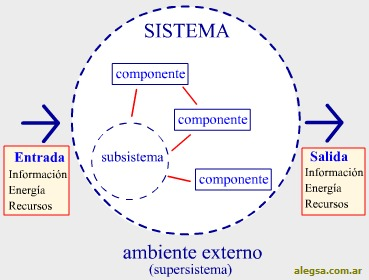 SISTEMA
componente
componente
subsistema
componente
Entrada
Información
Energía
Recursos
Salida
Información
Energía
Recursos
ambiente externo
(supersistema)
alegsa.com.ar